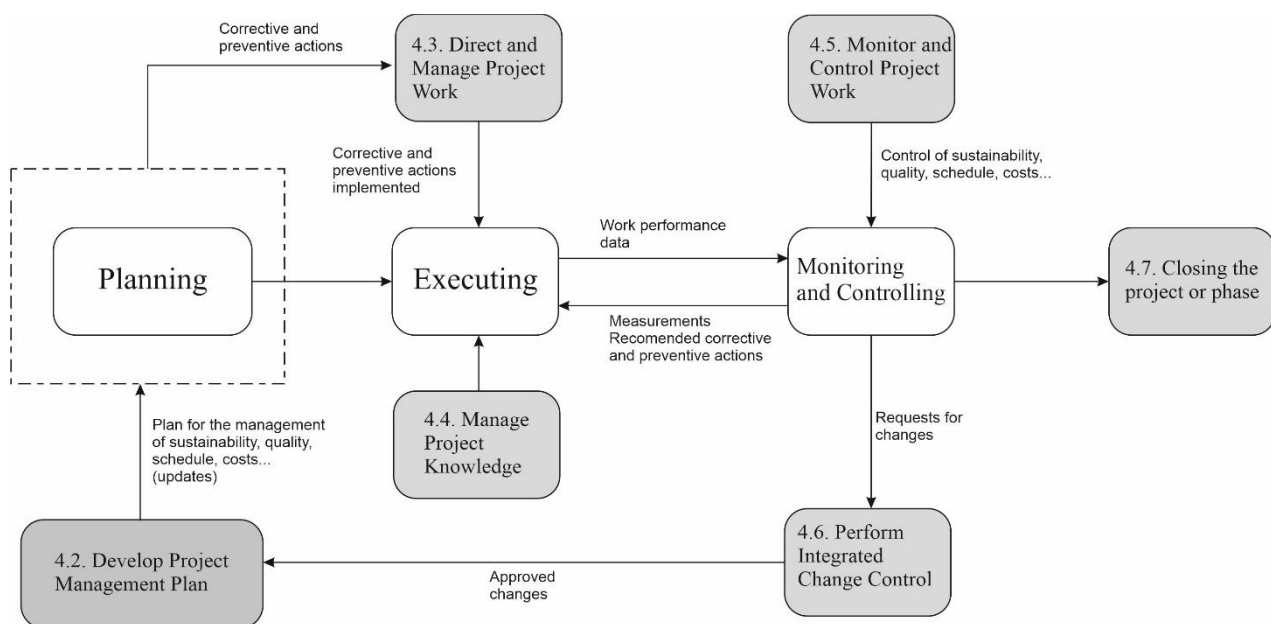 Corrective and
preventive actions
4.3. Direct and
Manage Project
Work
4.5. Monitor and
Control Project
Work
Corrective and
preventive actions
implemented
Control of sustainability,
quality, schedule, costs...
Planning
Executing
Work performance
data
Monitoring
and Controlling
4.7. Closing the
project or phase
Measurements
Recomended corrective
and preventive actions
4.4. Manage
Project
Knowledge
Requests for
changes
Plan for the management
of sustainability, quality,
schedule, costs...
(updates)
4.2. Develop Project
Management Plan
Approved
changes
4.6. Perform
Integrated
Change Control